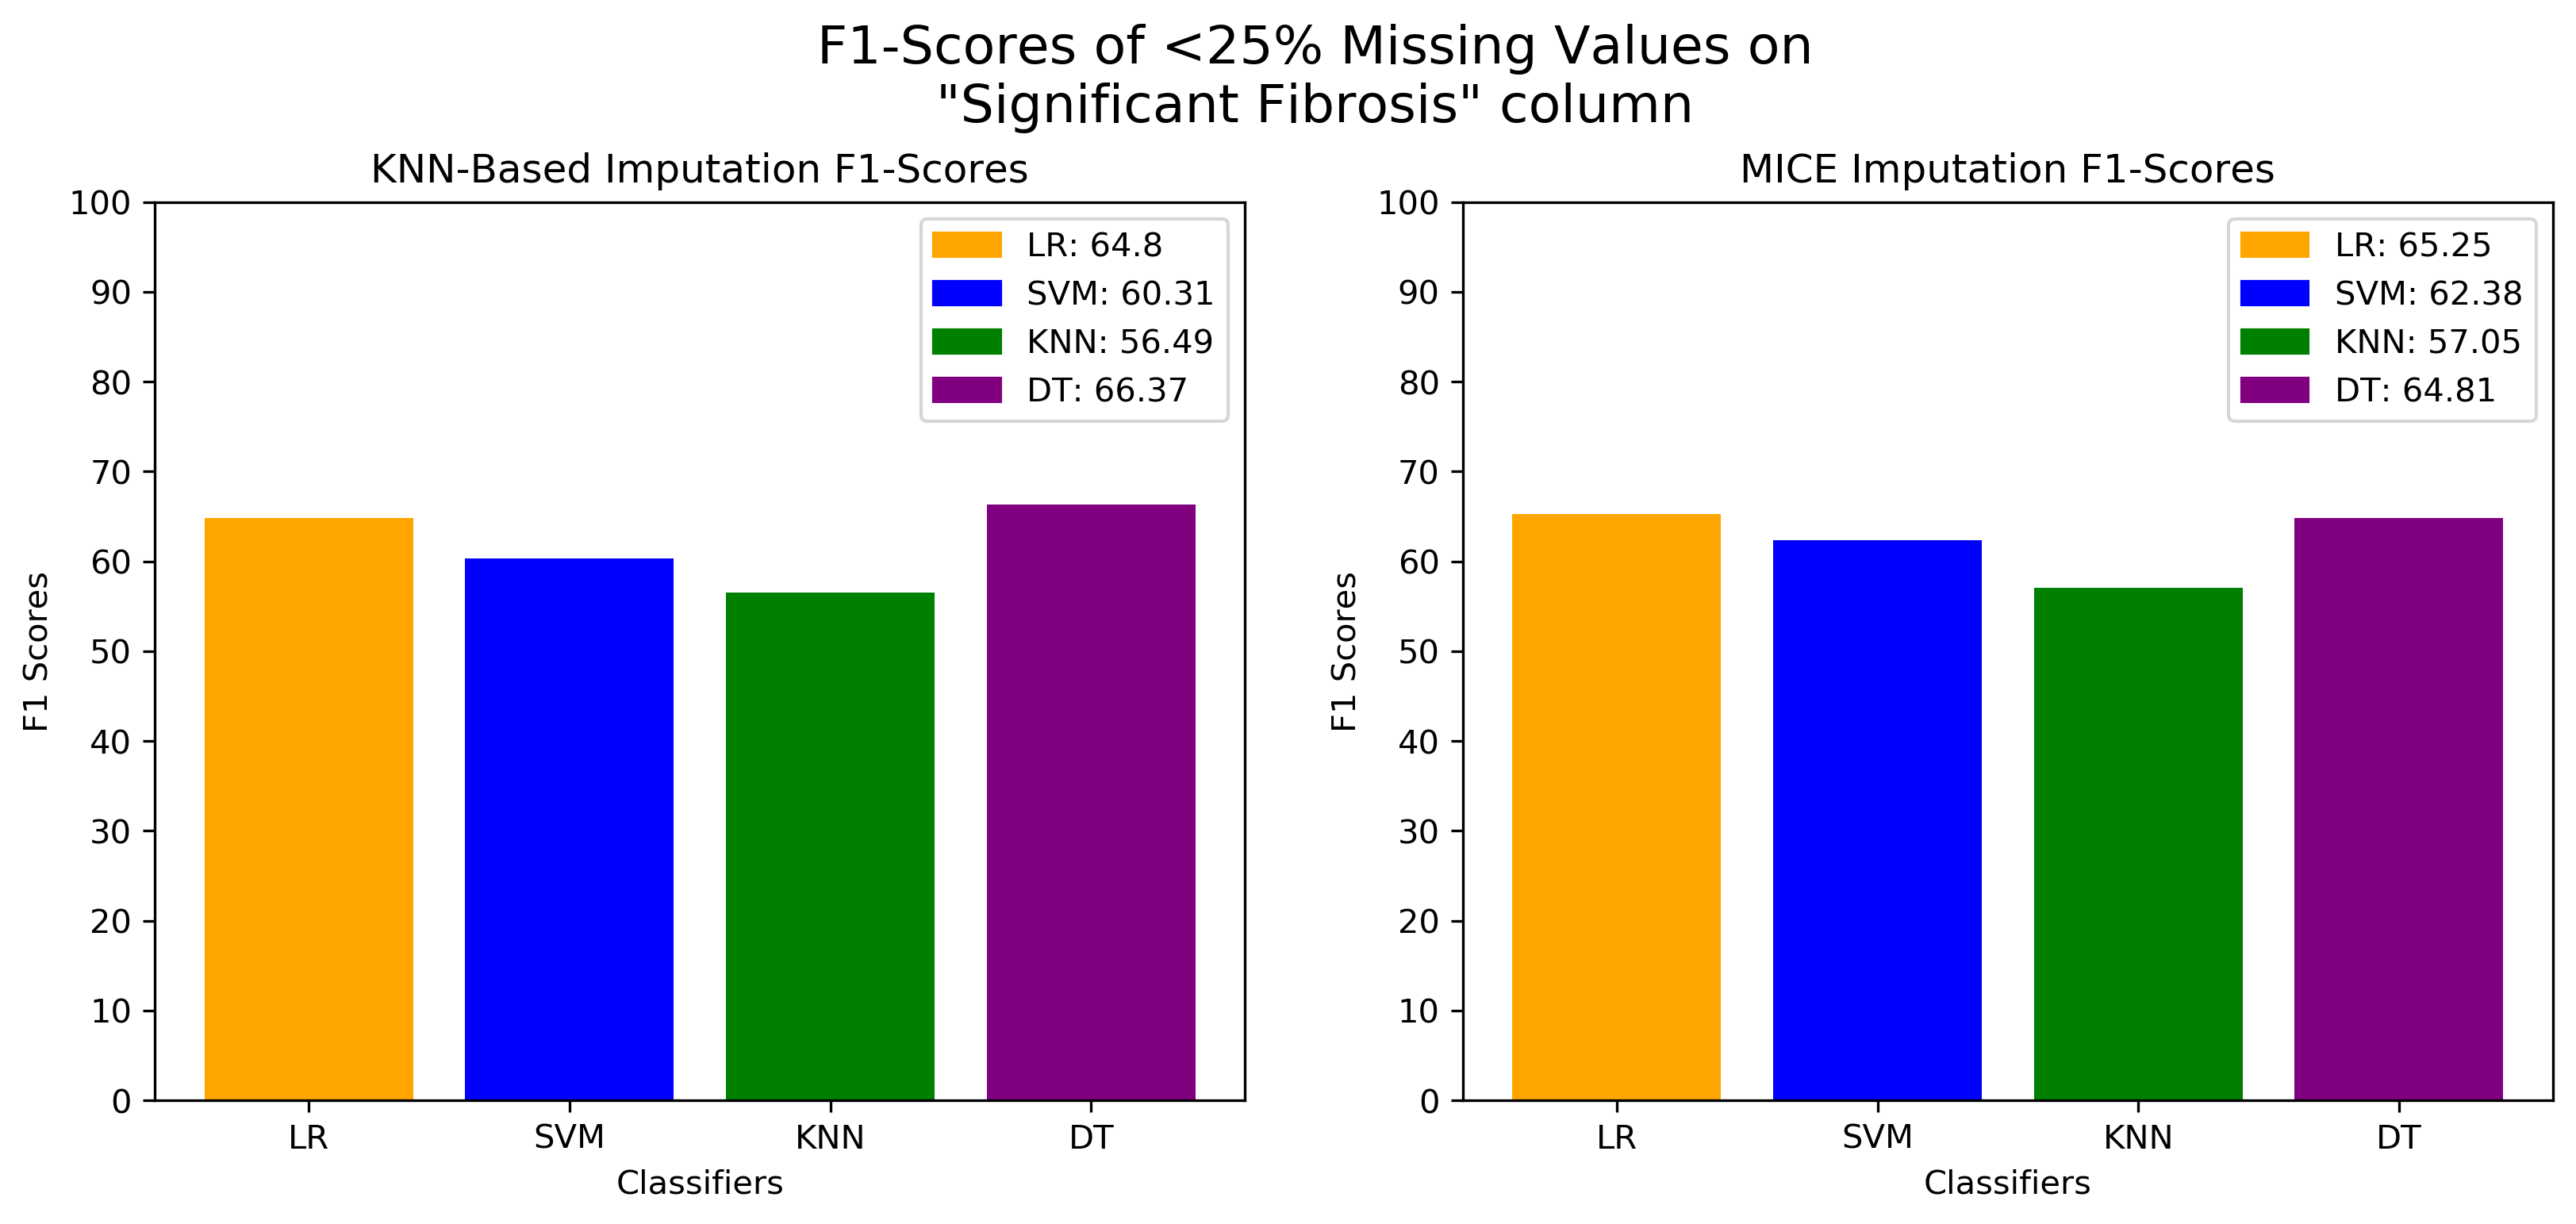 F1-Scores of <25% Missing Values on
"Significant Fibrosis" column
KNN-Based Imputation F1-Scores
100
90
80
70
60
50
40
30
20
10
0
F1 Scores
LR: 64.8
SVM: 60.31
KNN: 56.49
DT: 66.37
LR
SVM
KNN
DT
Classifiers
MICE Imputation F1-Scores
100
90
80
70
60
50
40
30
20
10
0
F1 Scores
LR: 65.25
SVM: 62.38
KNN: 57.05
DT: 64.81
LR
SVM
KNN
DT
Classifiers